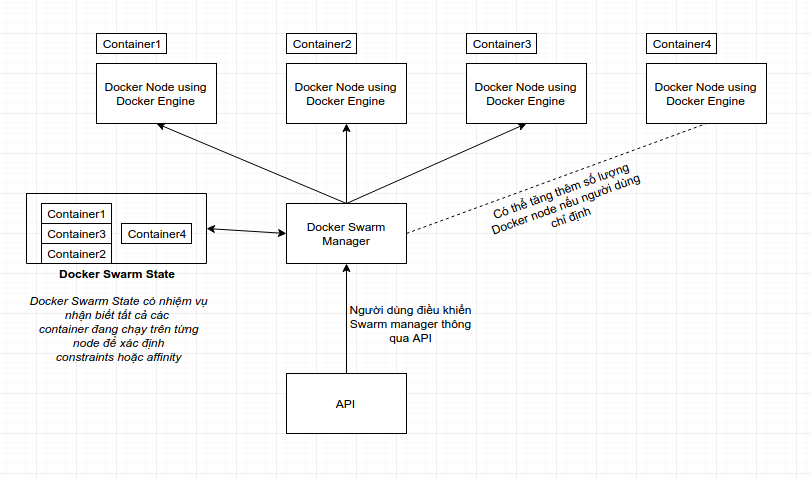 Container1
Container2
Container3
Container4
Docker Node using
Docker Engine
Docker Node using
Docker Engine
Docker Node using
Docker Engine
Docker Node using
Docker Engine
Có thể tăng thêm số lượng
Docker node nếu người dùng
chỉ định
Container1
Container3
Container2
Container4
Docker Swarm State
Docker Swarm
Manager
Docker Swarm State có nhiệm vụ
nhận biết tất cả các
container đang chạy trên từng
node để xác định
constraints hoặc affinity
Người dùng điều khiển
Swarm manager thông
qua API
API